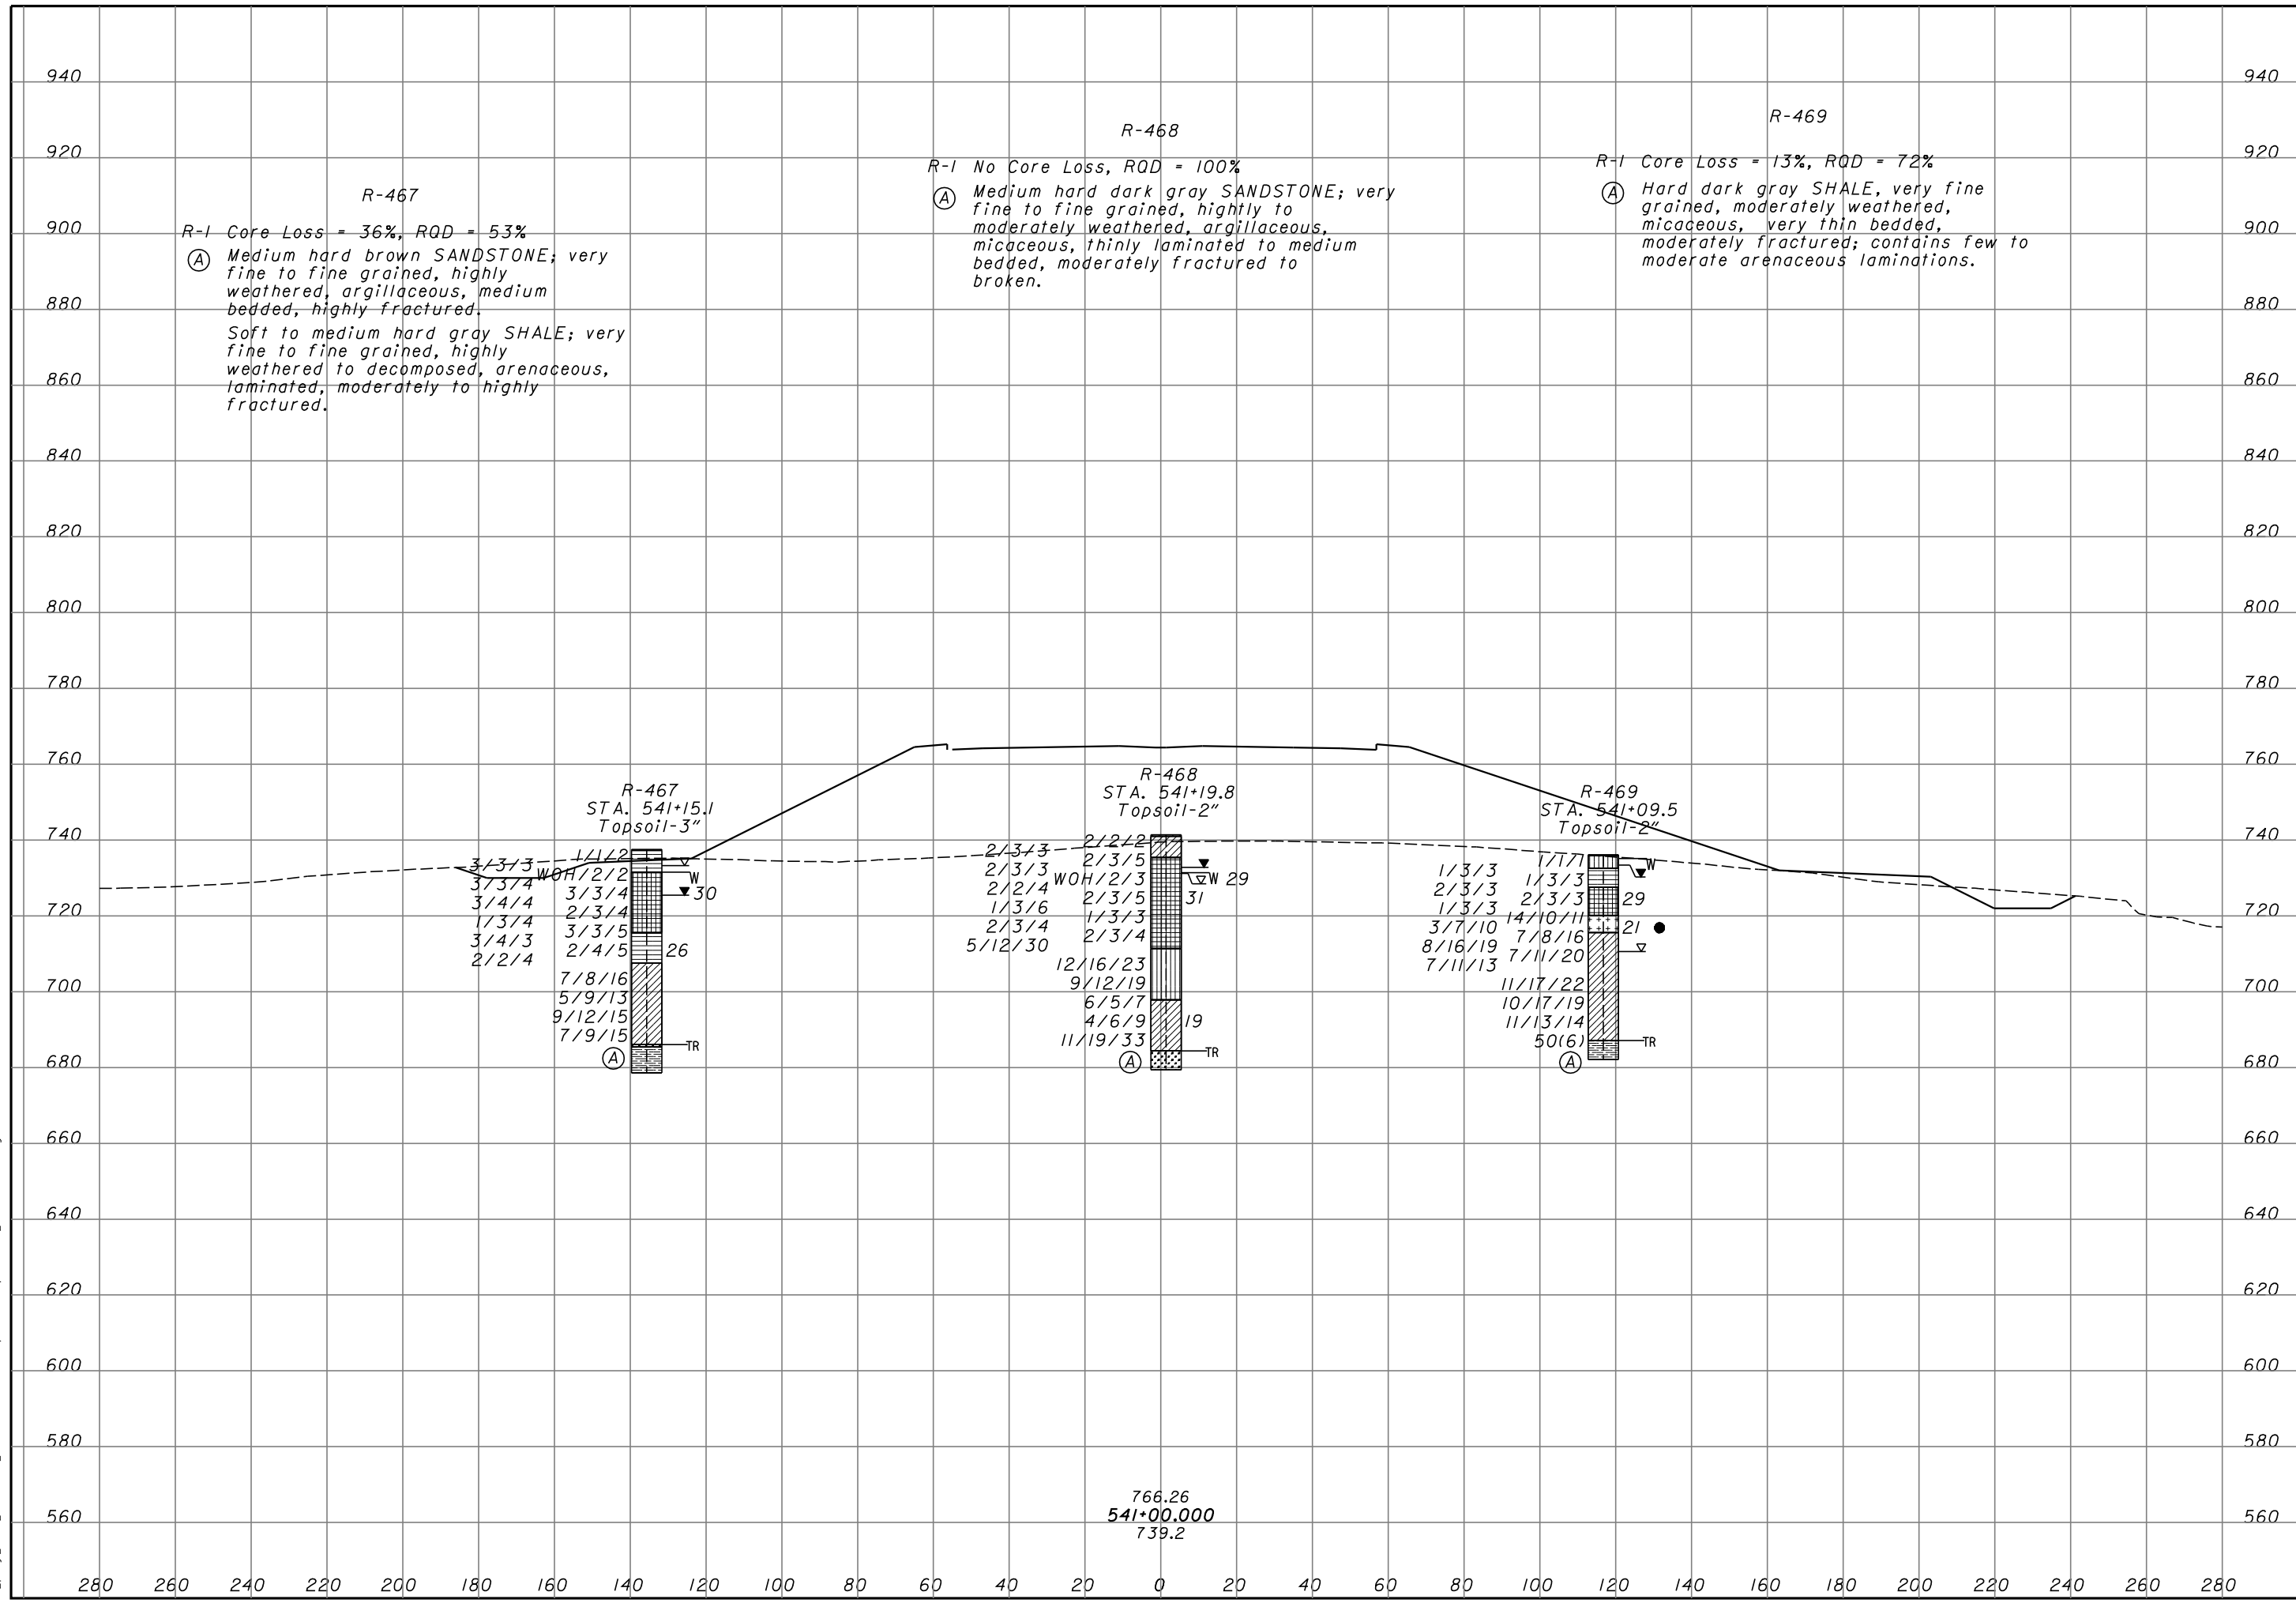 940
940
R-469
R-468
920
920
R-1 Core Loss = 13%, RQD = 72%
R-1 No Core Loss, RQD = 100%
A Hard dark gray SHALE, very fine
grained, moderately weathered,
micaceous, very thin bedded,
moderately fractured; contains few to
moderate arenaceous laminations.
A Medium hard dark gray SANDSTONE; very
fine to fine grained, hightly to
moderately weathered, argillaceous,
micaceous, thinly laminated to medium
bedded, moderately fractured to
broken.
R-467
900
900
R-1 Core Loss = 36%, RQD = 53%
A Medium hard brown SANDSTONE; very
fine to fine grained, highly
weathered, argillaceous, medium
bedded, highly fractured.
Soft to medium hard gray SHALE; very
fine to fine grained, highly
weathered to decomposed, arenaceous,
laminated, moderately to highly
fractured.
880
880
860
860
840
840
820
820
800
800
780
780
760
760
R-467
STA. 541+15.1
Topsoil-3"
R-468
STA. 541+19.8
Topsoil-2"
R-469
STA. 541+09.5
Topsoil-2"
740
740
3/3/3
3/3/4
3/4/4
1/3/4
3/4/3
2/2/4
1/1/2
WOH/2/2
3/3/4
2/3/4
3/3/5
2/4/5
7/8/16
5/9/13
9/12/15
7/9/15
W
30
26
TR
A
2/3/3
2/3/3
2/2/4
1/3/6
2/3/4
5/12/30
2/2/2
2/3/5
WOH/2/3
2/3/5
1/3/3
2/3/4
12/16/23
9/12/19
6/5/7
4/6/9
11/19/33
W 29
31
19
TR
A
1/3/3
2/3/3
1/3/3
3/7/10
8/16/19
7/11/13
1/1/1
1/3/3
2/3/3
14/10/11
7/8/16
7/11/20
11/17/22
10/17/19
11/13/14
50(6)
W
29
21
TR
A
720
720
700
700
680
680
660
660
640
640
620
620
600
600
580
580
560
560
766.26
541+00.000
739.2
280 260 240 220 200 180 160 140 120 100 80 60 40 20 0 20 40 60 80 100 120 140 160 180 200 220 240 260 280